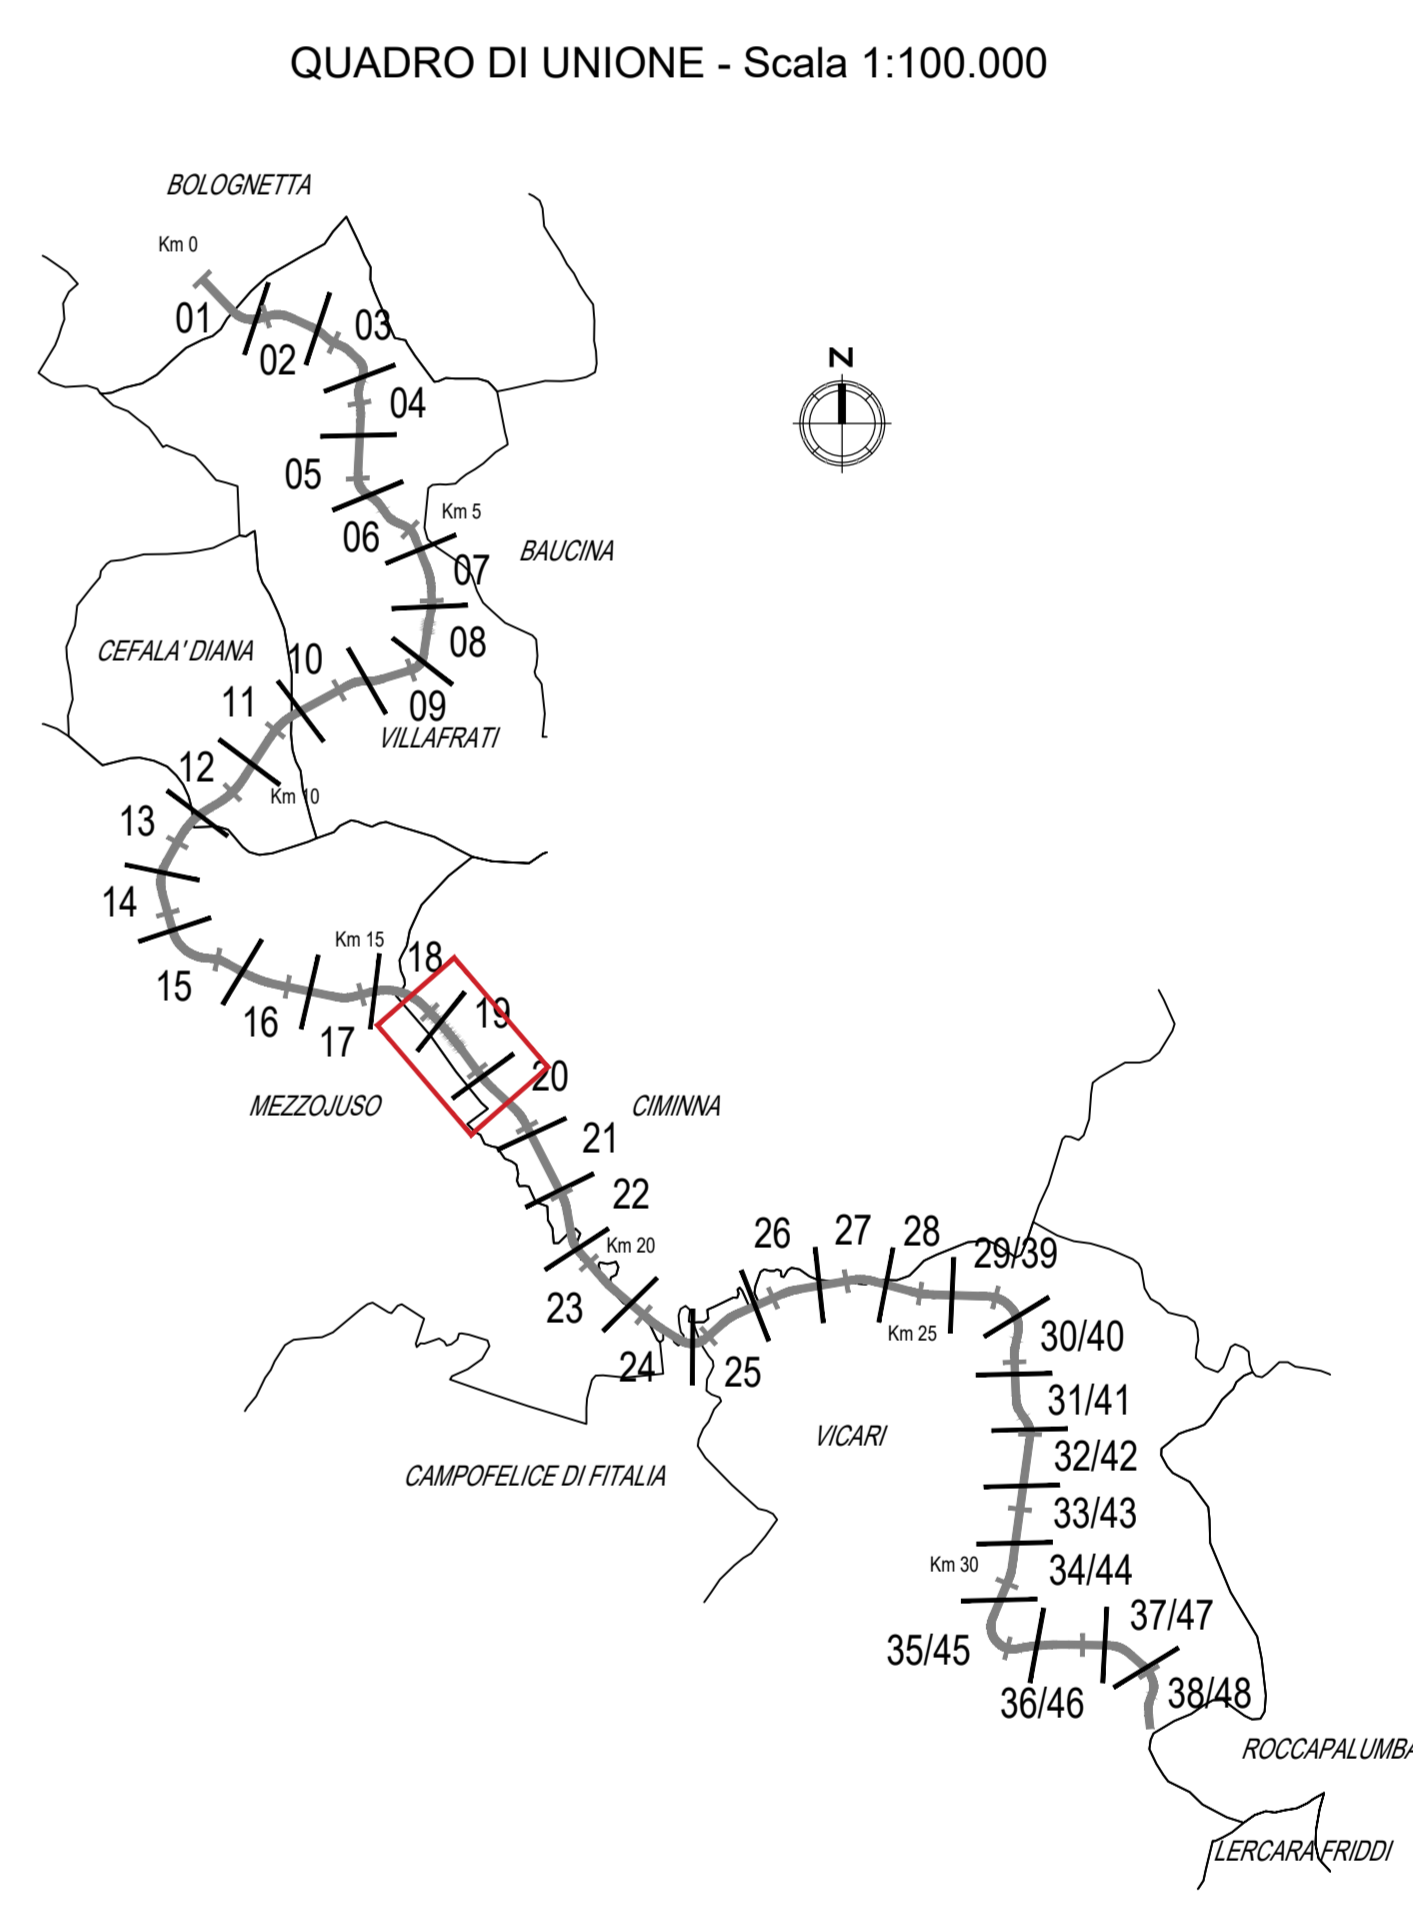 QUADRO DI UNIONE - Scala 1:100.000
BOLOGNETTA
Km 0
01
02
03
N
04
05
Km 5
06
BAUCINA
07
08
CEFALA' DIANA
10
11
09
VILLAFRATI
12
Km 10
13
14
Km 15
18
15
16
17
19
20
MEZZOJUSO
CIMINNA
21
22
Km 20
26
27
28
29/39
23
Km 25
30/40
24
25
31/41
VICARI
32/42
CAMPOFELICE DI FITALIA
33/43
Km 30
34/44
37/47
35/45
36/46
38/48
ROCCAPALUMBA
LERCARA FRIDDI